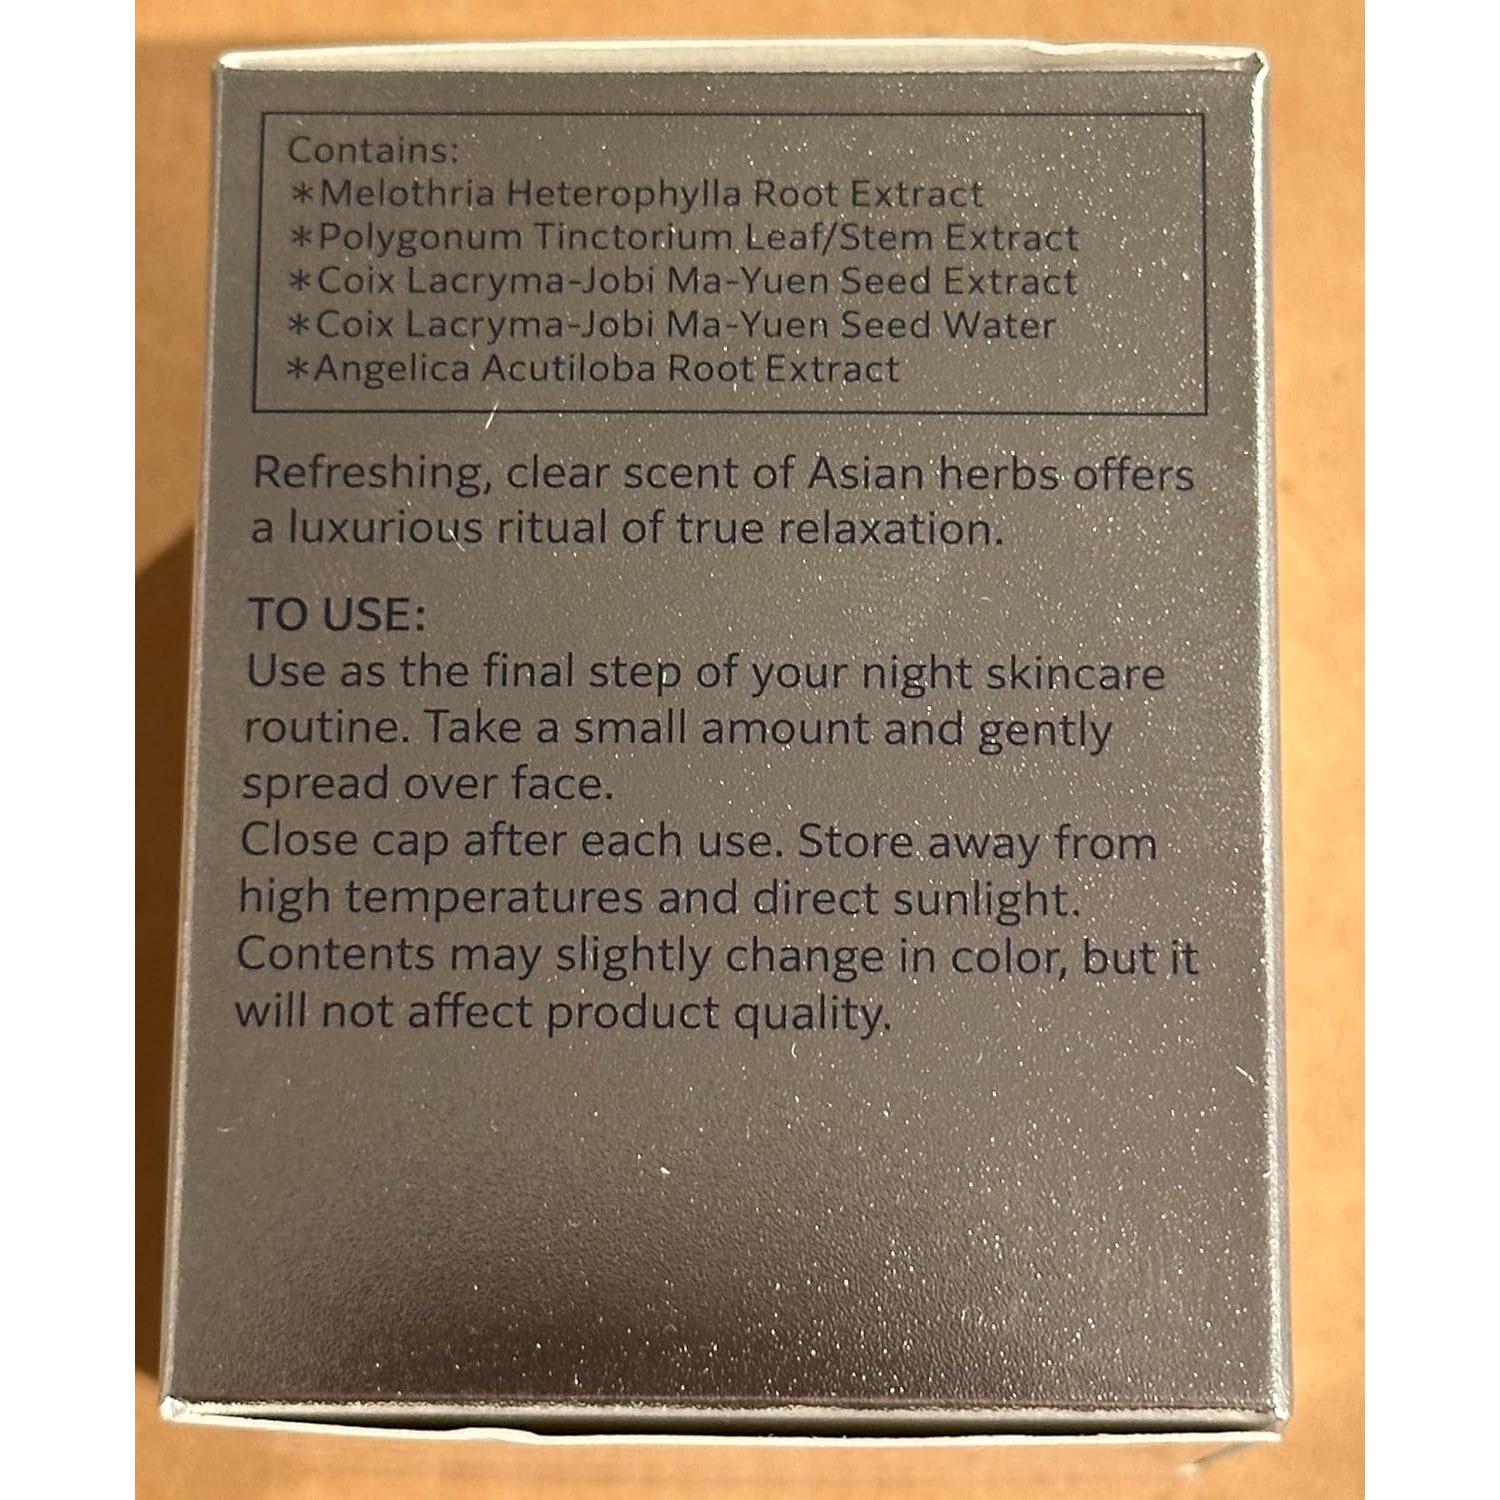 Contains:
*Melothria Heterophylla Root Extract
*Polygonum Tinctorium Leaf/Stem Extract
*Coix Lacryma-Jobi Ma-Yuen Seed Extract
*Coix Lacryma-Jobi Ma-Yuen Seed Water
*Angelica Acutiloba Root Extract
Refreshing, clear scent of Asian herbs offers
a luxurious ritual of true relaxation.
TO USE:
Use as the final step of your night skincare
routine. Take a small amount and gently
spread over face.
Close cap after each use. Store away from
high temperatures and direct sunlight.
Contents may slightly change in color, but it
will not affect product quality.